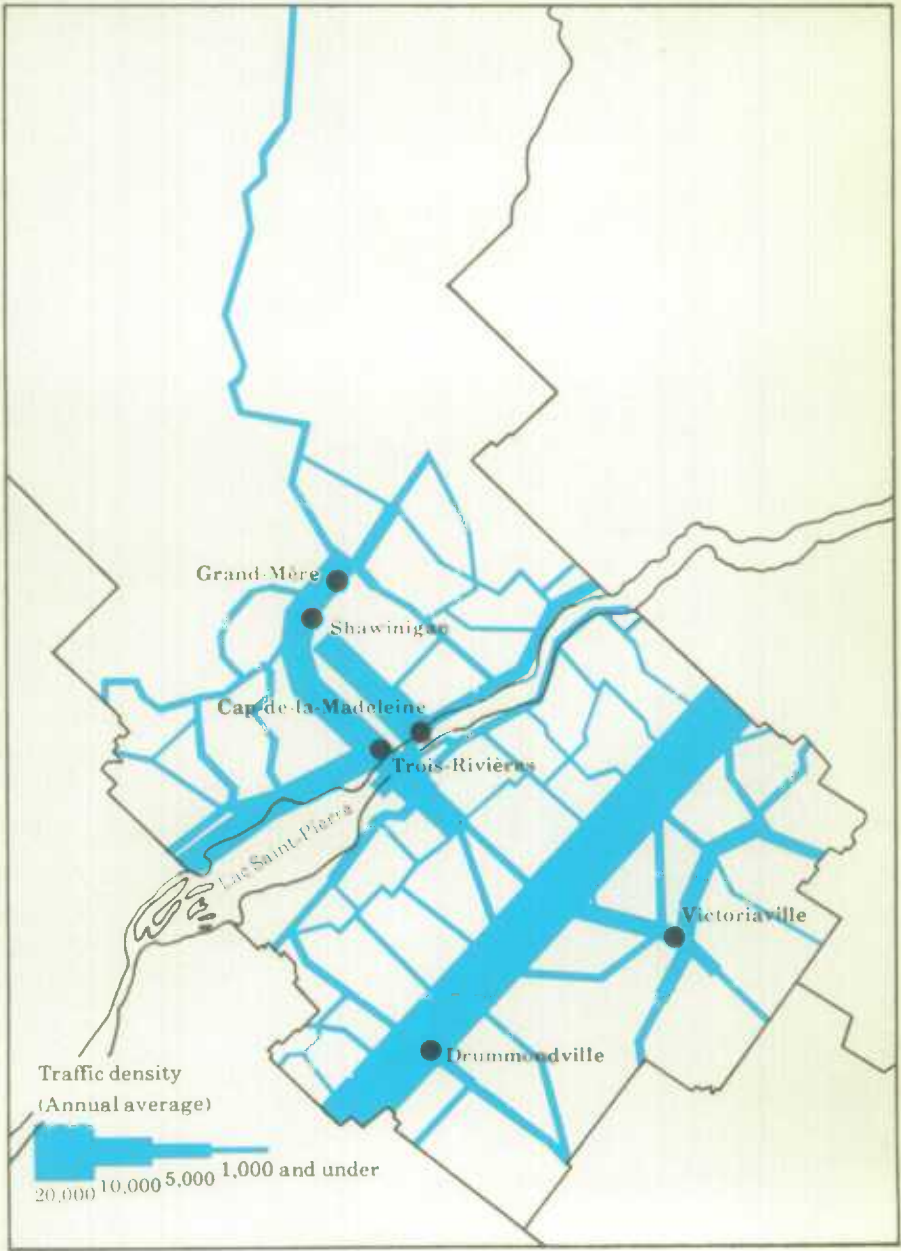 Grand-Mère
Shawinigan
Cap-de-la-Madeleine
Trois-Rivières
Lac Saint-Pierre
Victoriaville
Drummondville
Traffic density
(Annual average)
20,000 10,000 5,000 1,000 and under